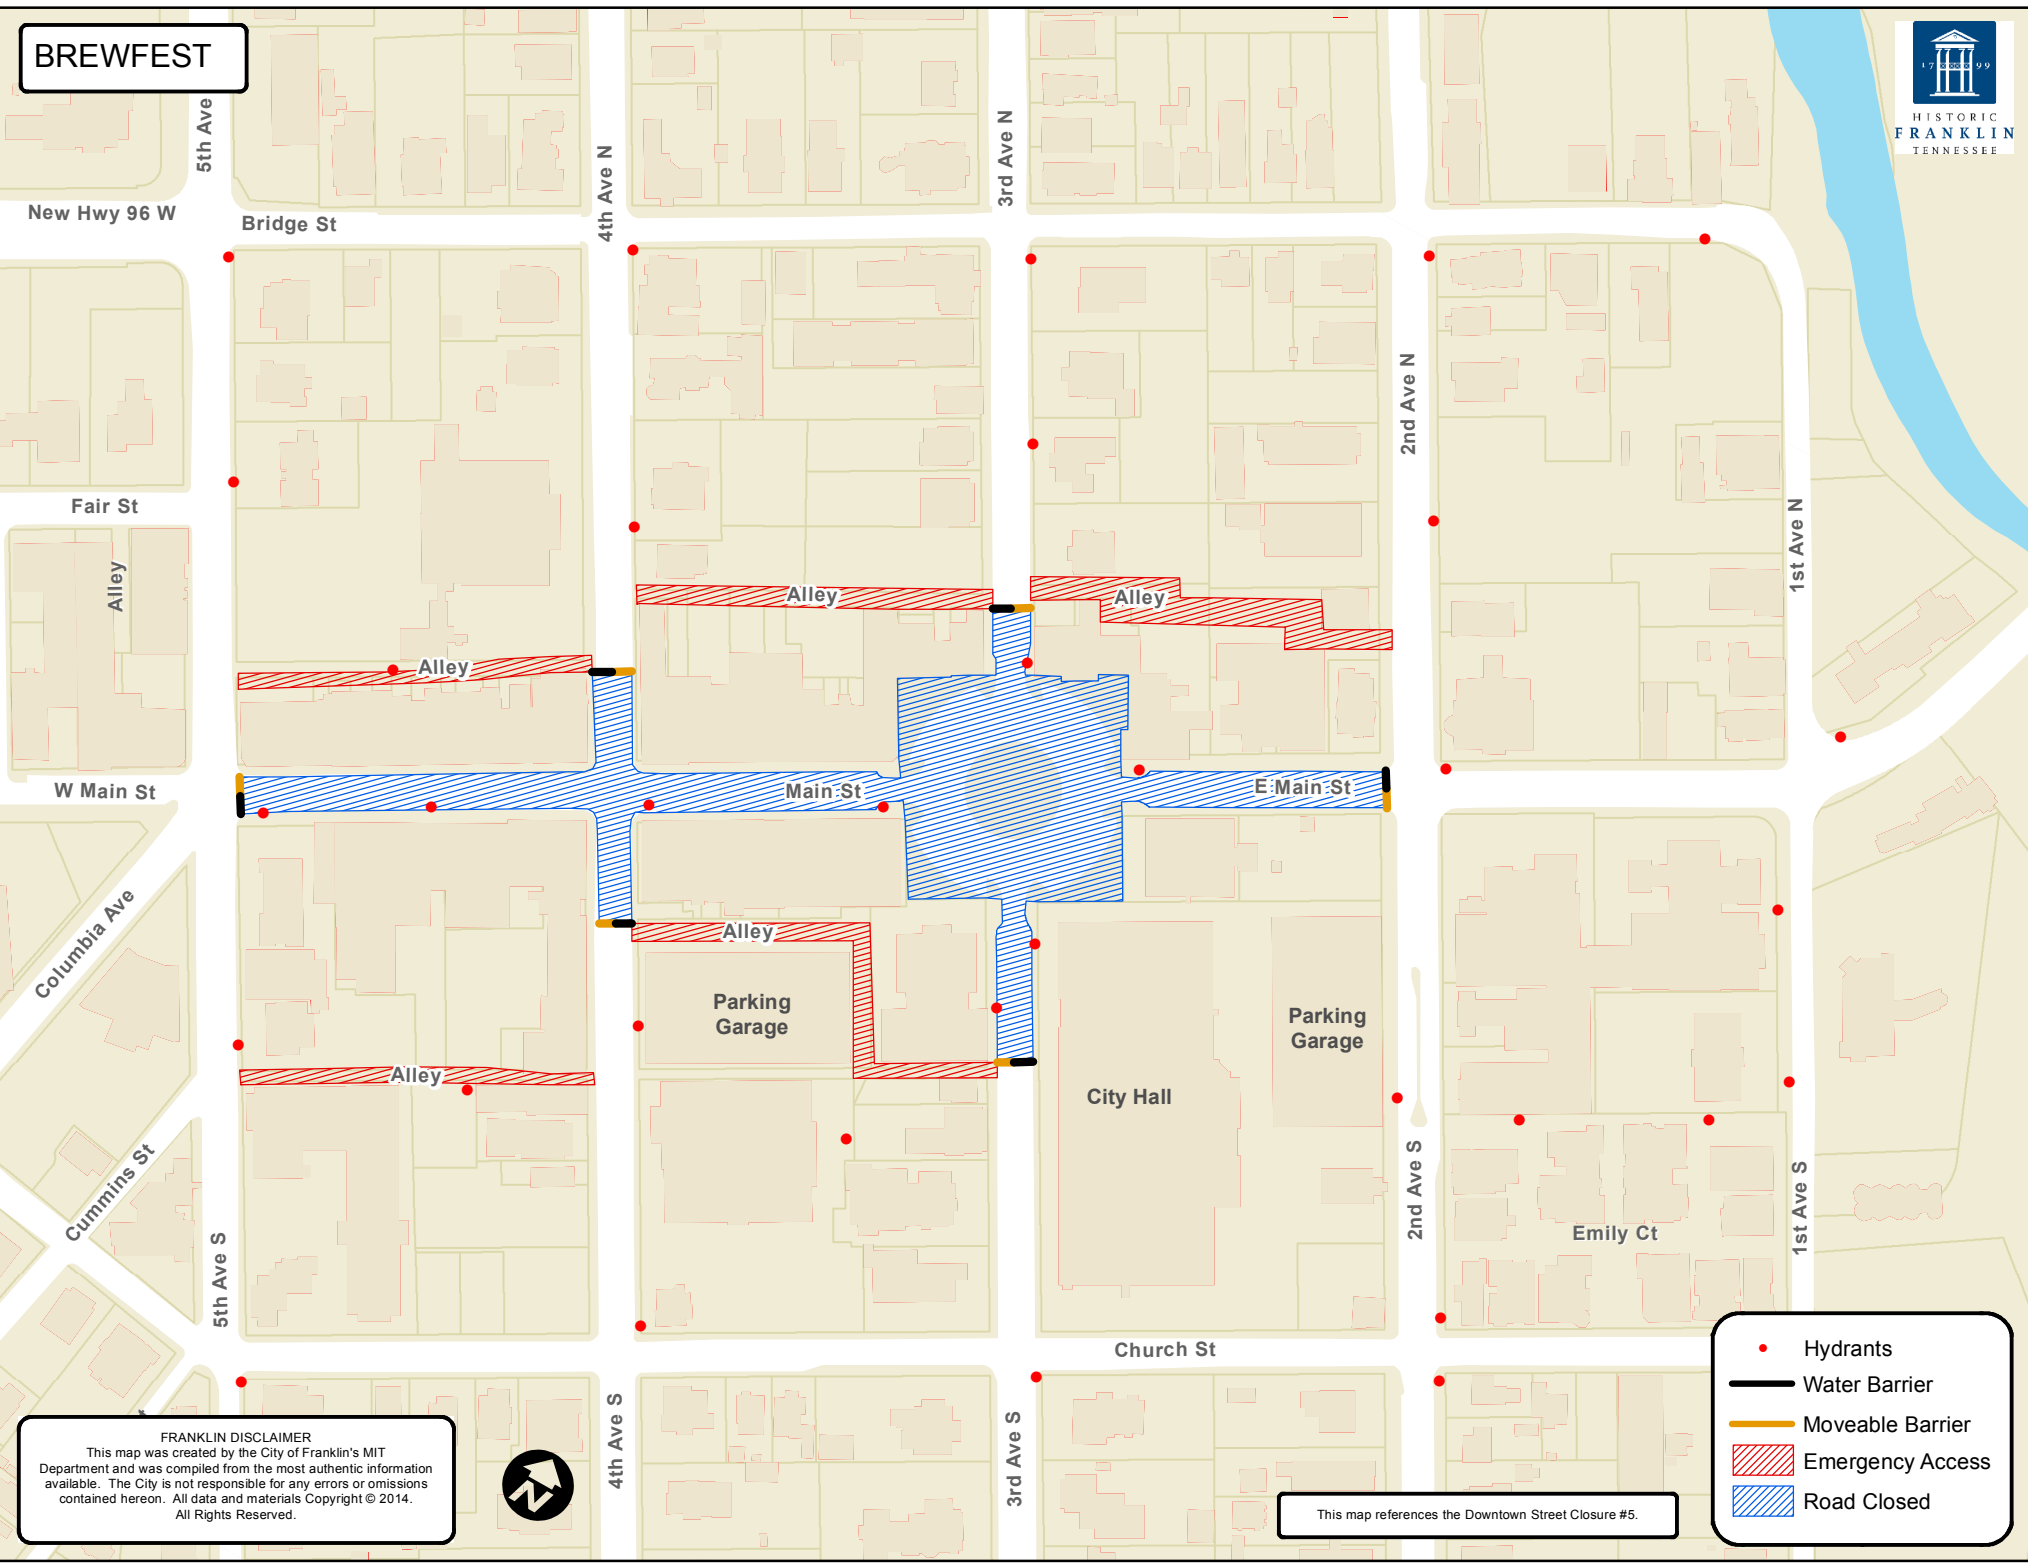 BREWFEST
HISTORIC
FRANKLIN
TENNESSEE
17 99
5th Ave
4th Ave N
3rd Ave N
New Hwy 96 W
Bridge St
2nd Ave N
1st Ave N
Fair St
Alley
Alley
Alley
Alley
W Main St
Main St
E Main St
Columbia Ave
Alley
Parking
Garage
Parking
Garage
City Hall
Alley
Cummins St
5th Ave S
2nd Ave S
1st Ave S
Emily Ct
Church St
4th Ave S
3rd Ave S
Hydrants
Water Barrier
Moveable Barrier
Emergency Access
Road Closed
FRANKLIN DISCLAIMER
This map was created by the City of Franklin's MIT
Department and was compiled from the most authentic information
available. The City is not responsible for any errors or omissions
contained hereon. All data and materials Copyright © 2014.
All Rights Reserved.
N
This map references the Downtown Street Closure #5.